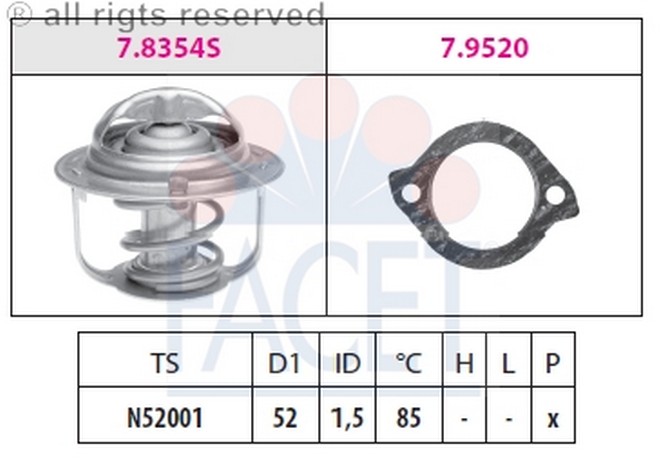 ® all rigts reserved
7.8354S 7.9520
FACET
TS D1 ID °C H L P
N52001 52 1,5 85 - - x